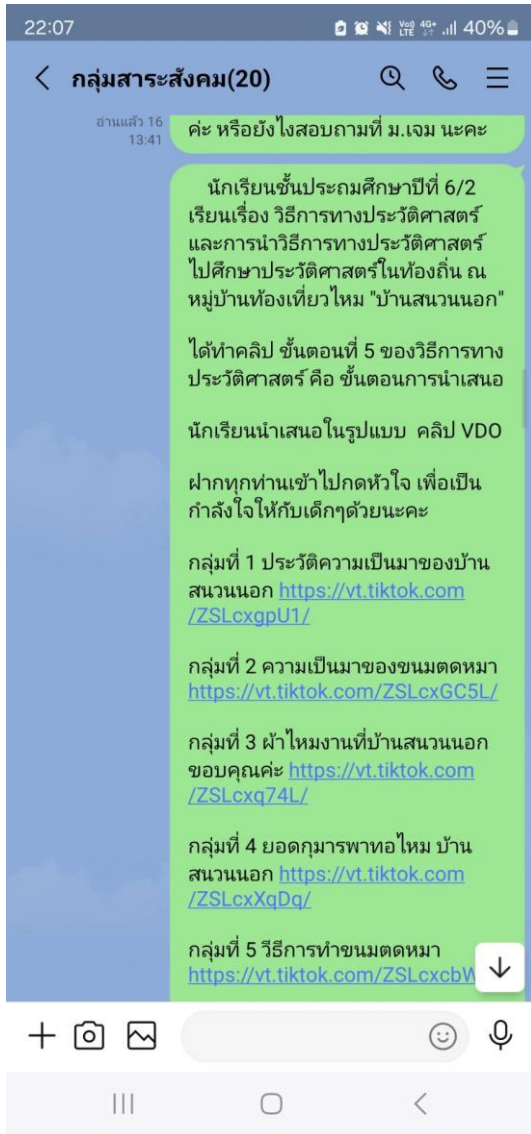 22:07
Vo)) LTE 4G+ 40%
กลุ่มสาระสังคม(20)
อ่านแล้ว 16
13:41
ค่ะ หรือยังไงสอบถามที่ ม.เจม นะคะ
นักเรียนชั้นประถมศึกษาปีที่ 6/2
เรียนเรื่อง วิธีการทางประวัติศาสตร์
และการนำวิธีการทางประวัติศาสตร์
ไปศึกษาประวัติศาสตร์ในท้องถิ่น ณ
หมู่บ้านท้องเที่ยวไหม "บ้านสนวนนอก"
ได้ทำคลิป ขั้นตอนที่ 5 ของวิธีการทาง
ประวัติศาสตร์ คือ ขั้นตอนการนำเสนอ
นักเรียนนำเสนอในรูปแบบ คลิป VDO
ฝากทุกท่านเข้าไปกดหัวใจ เพื่อเป็น
กำลังใจให้กับเด็กๆด้วยนะคะ
กลุ่มที่ 1 ประวัติความเป็นมาของบ้าน
สนวนนอก https://vt.tiktok.com
/ZSLcxgpU1/
กลุ่มที่ 2 ความเป็นมาของขนมตดหมา
https://vt.tiktok.com/ZSLcxGC5L/
กลุ่มที่ 3 ผ้าไหมงานที่บ้านสนวนนอก
ขอบคุณค่ะ https://vt.tiktok.com
/ZSLcxq74L/
กลุ่มที่ 4 ยอดกุมารพาทอไหม บ้าน
สนวนนอก https://vt.tiktok.com
/ZSLcxXqDq/
กลุ่มที่ 5 วีธีการทำขนมตดหมา
https://vt.tiktok.com/ZSLcxcbW